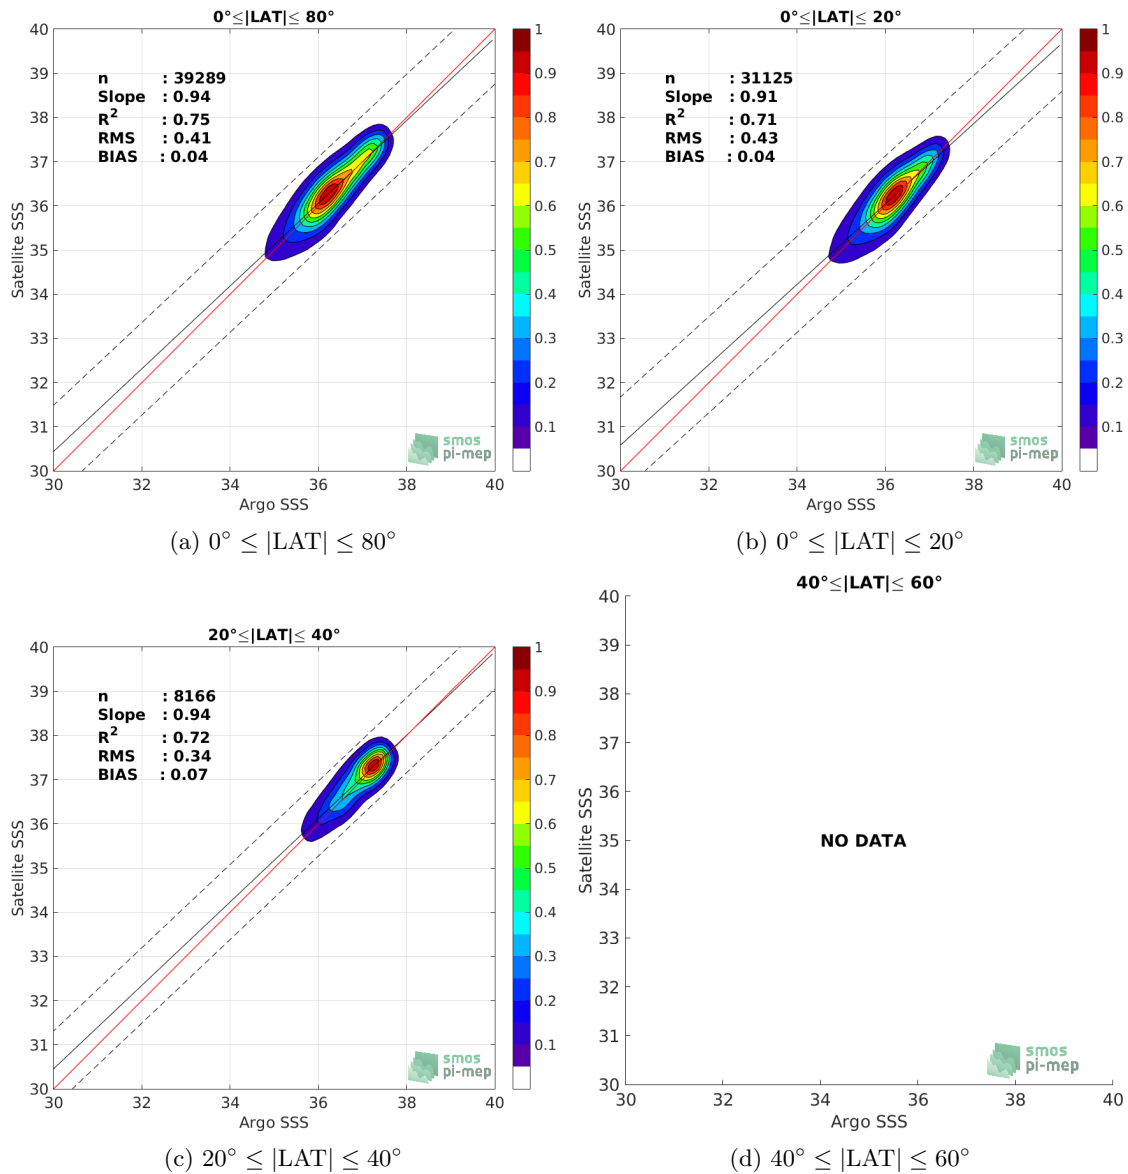 0°≤|LAT|≤ 80°
40
39
38
37
36
35
34
33
32
31
30
Satellite SSS
n : 39289
Slope : 0.94
R2 : 0.75
RMS : 0.41
BIAS : 0.04
30 32 34 36 38 40
Argo SSS
1
0.9
0.8
0.7
0.6
0.5
0.4
0.3
0.2
0.1
smos
pi-mep
(a) 0° ≤ |LAT| ≤ 80°
0°≤|LAT|≤ 20°
40
39
38
37
36
35
34
33
32
31
30
Satellite SSS
n : 31125
Slope : 0.91
R2 : 0.71
RMS : 0.43
BIAS : 0.04
30 32 34 36 38 40
Argo SSS
1
0.9
0.8
0.7
0.6
0.5
0.4
0.3
0.2
0.1
smos
pi-mep
(b) 0° ≤ |LAT| ≤ 20°
20°≤|LAT|≤ 40°
40
39
38
37
36
35
34
33
32
31
30
Satellite SSS
n : 8166
Slope : 0.94
R2 : 0.72
RMS : 0.34
BIAS : 0.07
30 32 34 36 38 40
Argo SSS
1
0.9
0.8
0.7
0.6
0.5
0.4
0.3
0.2
0.1
smos
pi-mep
(c) 20° ≤ |LAT| ≤ 40°
40°≤|LAT|≤ 60°
40
39
38
37
36
35
34
33
32
31
30
Satellite SSS
NO DATA
30 32 34 36 38 40
Argo SSS
smos
pi-mep
(d) 40° ≤ |LAT| ≤ 60°